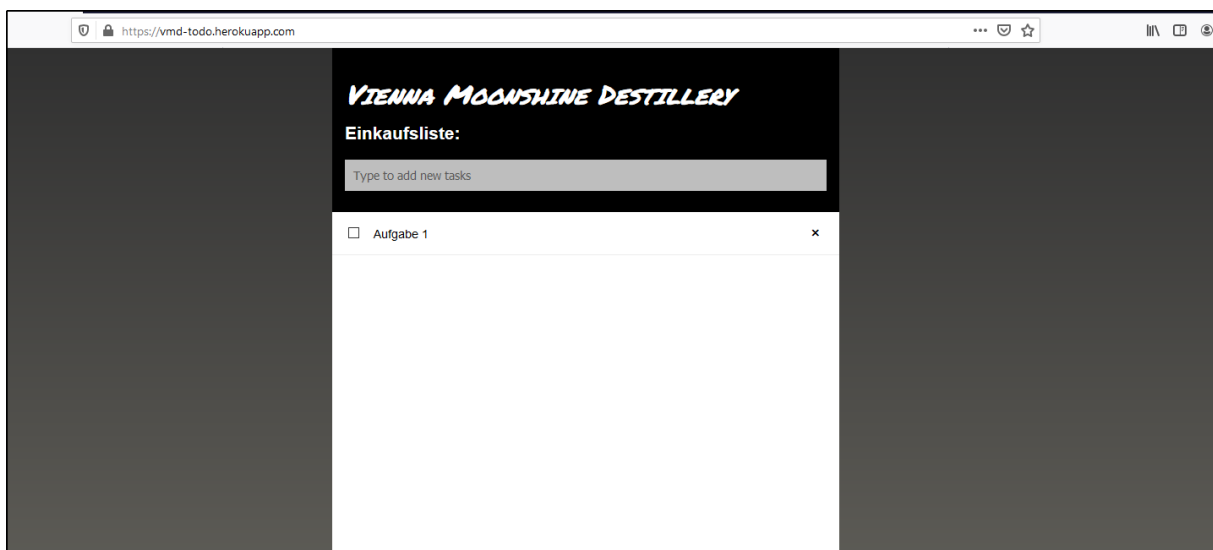 https://vmd-todo.herokuapp.com
Vienna Moonshine Destillery
Einkaufsliste:
Type to add new tasks
Aufgabe 1